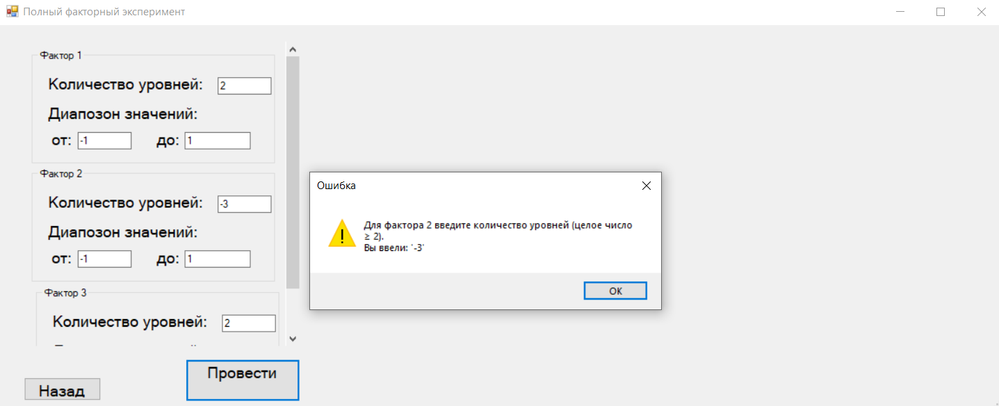 Полный факторный эксперимент
Фактор 1
Количество уровней: 2
Диапозон значений:
от: -1 до: 1
Фактор 2
Количество уровней: -3
Диапозон значений:
от: -1 до: 1
Фактор 3
Количество уровней: 2
Ошибка
Для фактора 2 введите количество уровней (целое число
≥ 2).
Вы ввели: '-3'
ОК
Провести
Назад